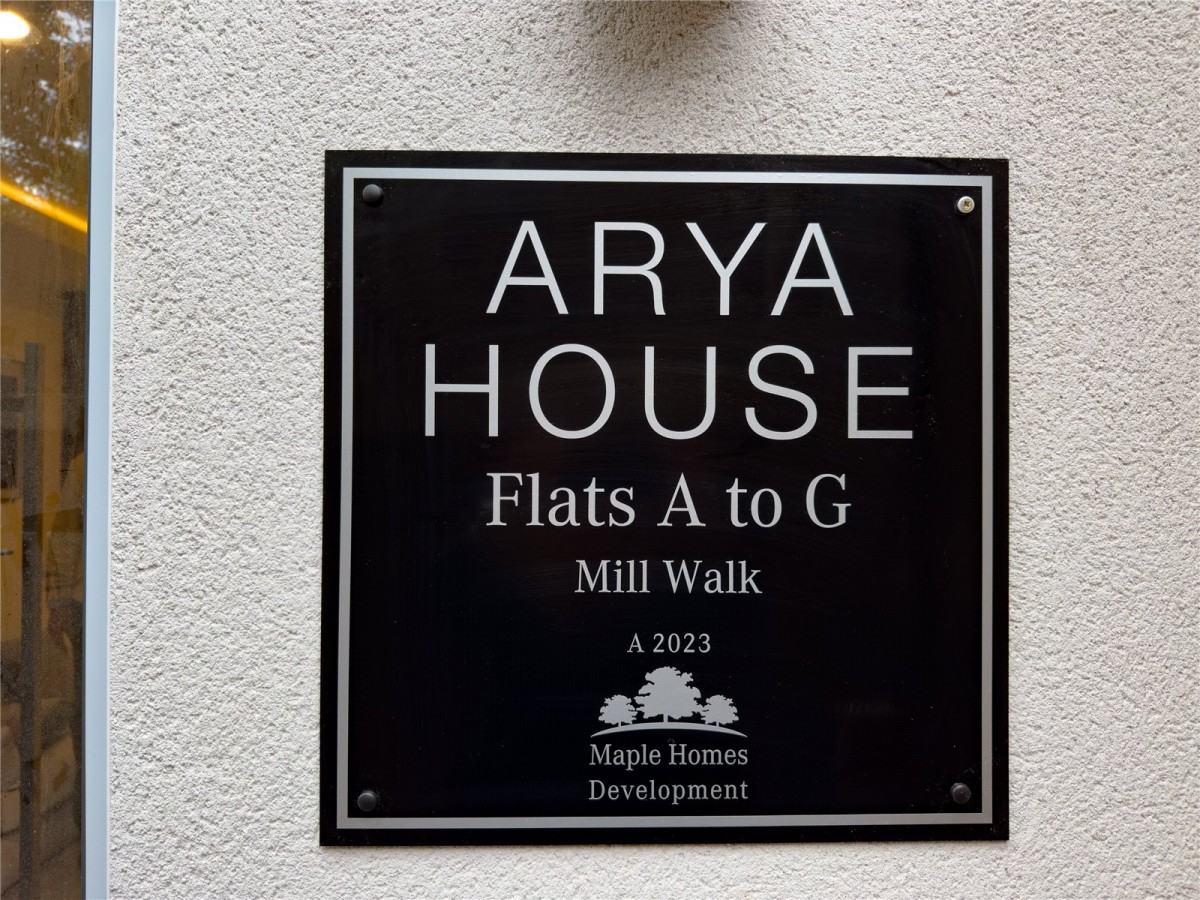 ARYA
HOUSE
Flats A to G
Mill Walk
A 2023
Maple Homes
Development